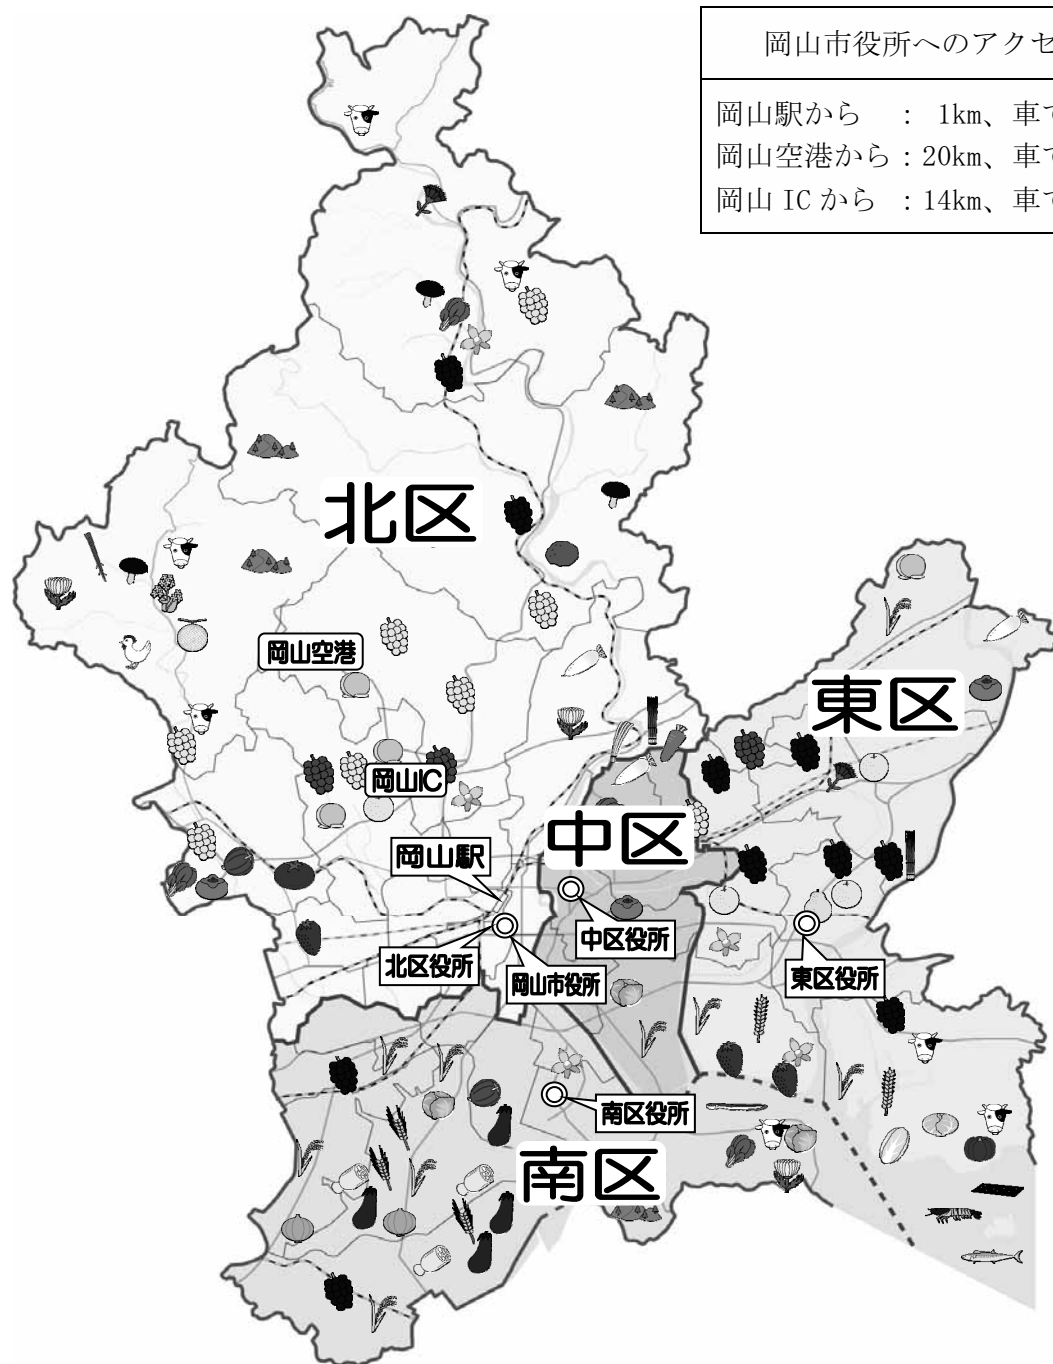 岡山市役所へのアクセ
岡山駅から ： 1km、車で
岡山空港から：20km、車で
岡山 IC から ：14km、車で
北区
岡山空港
東区
岡山IC
中区
岡山駅
中区役所
北区役所
岡山市役所
東区役所
南区役所
南区